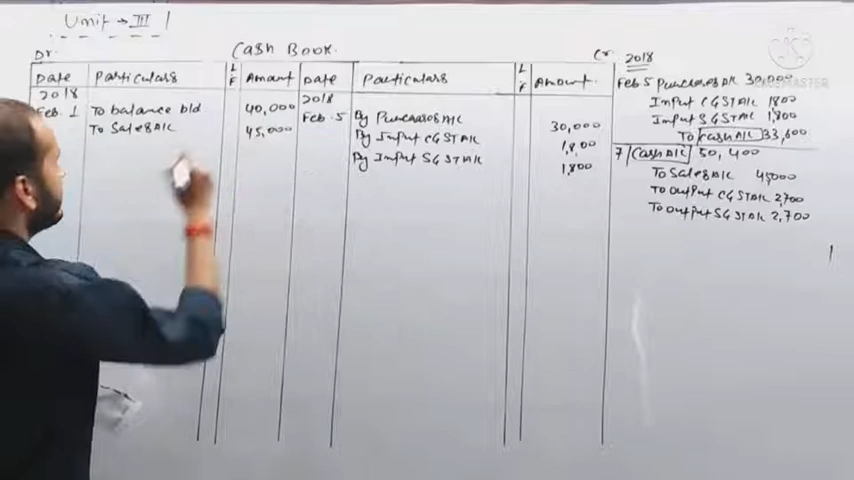 Unit → III
Cash Book.
Dr. Cr.
Date Particulars L F Amount Date Particulars L F Amount.
2018 2018
Feb. 1 To balance b/d 40,000 Feb. 5 By Purchases A/c 30,000
To Sales A/c 45,000 By Input CGST A/c 1,800
By Input SGST A/c 1,800
2018
Feb 5 Purchases A/c 30,000
Input CGST A/c 1,800
Input SGST A/c 1,800
To Cash A/c 33,600
7 Cash A/c 50,400
To Sales A/c 45000
To Output CGST A/c 2,700
To Output SGST A/c 2,700